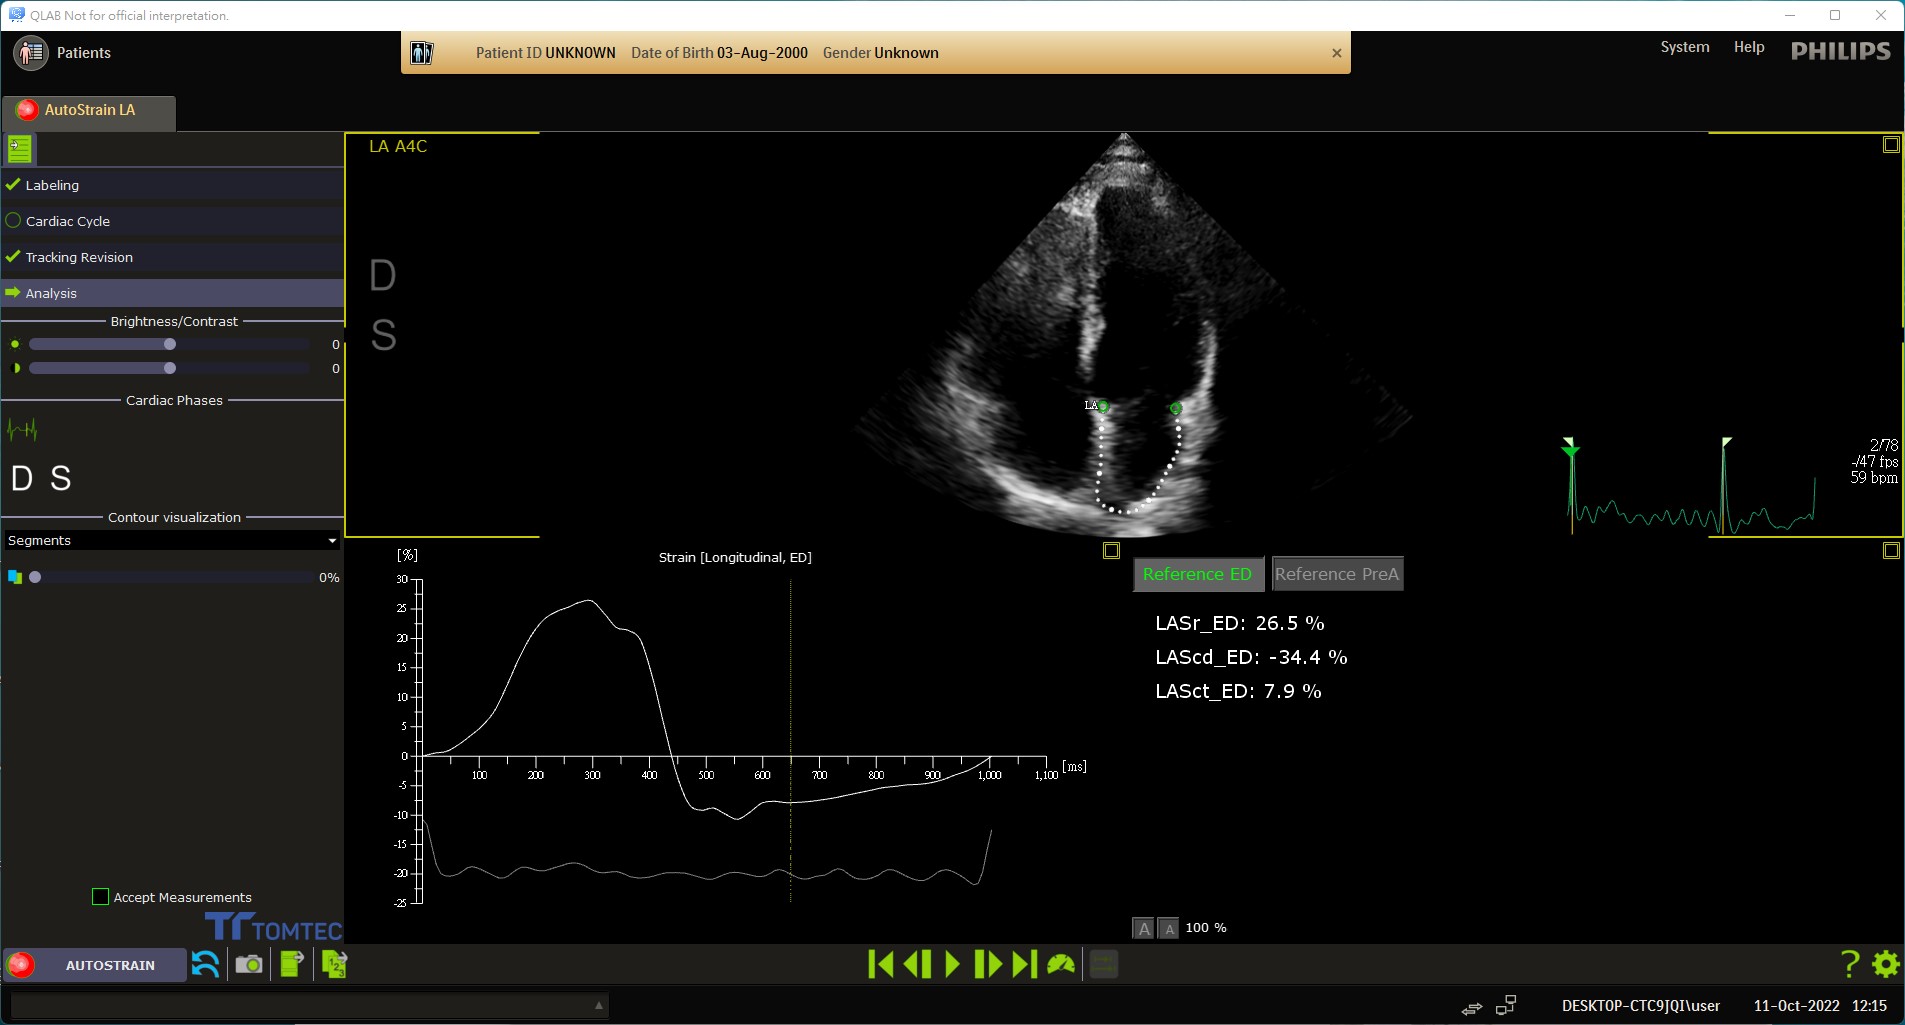 QLAB Not for official interpretation.
Patients
Patient ID UNKNOWN Date of Birth 03-Aug-2000 Gender Unknown
System Help PHILIPS
AutoStrain LA
Labeling
Cardiac Cycle
Tracking Revision
Analysis
Brightness/Contrast
0
0
Cardiac Phases
D S
Contour visualization
Segments
0%
Accept Measurements
TOMTEC
LA A4C
D
S
LA
2/78
-/47 fps
59 bpm
[%]
Strain [Longitudinal, ED]
30
25
20
15
10
5
0
-5
-10
-15
-20
-25
100 200 300 400 500 600 700 800 900 1,000 1,100 [ms]
Reference ED Reference PreA
LASr_ED: 26.5 %
LAScd_ED: -34.4 %
LASct_ED: 7.9 %
A A 100 %
AUTOSTRAIN
1 2 3
?
DESKTOP-CTC9JQI\user 11-Oct-2022 12:15